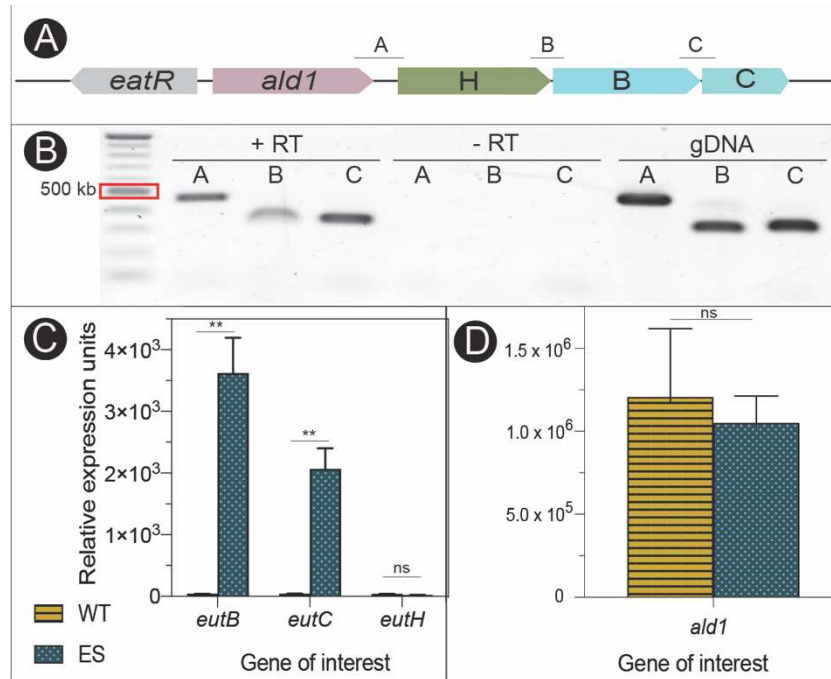 A
A B C
eatR ald1 H B C
B
+ RT - RT gDNA
A B C A B C A B C
500 kb
C
Relative expression units
4×10³
3×10³
2×10³
1×10³
0
** ** ns
eutB eutC eutH
Gene of interest
WT
ES
D
ns
1.5 x 10⁶
1.0 x 10⁶
5.0 x 10⁵
0
ald1
Gene of interest